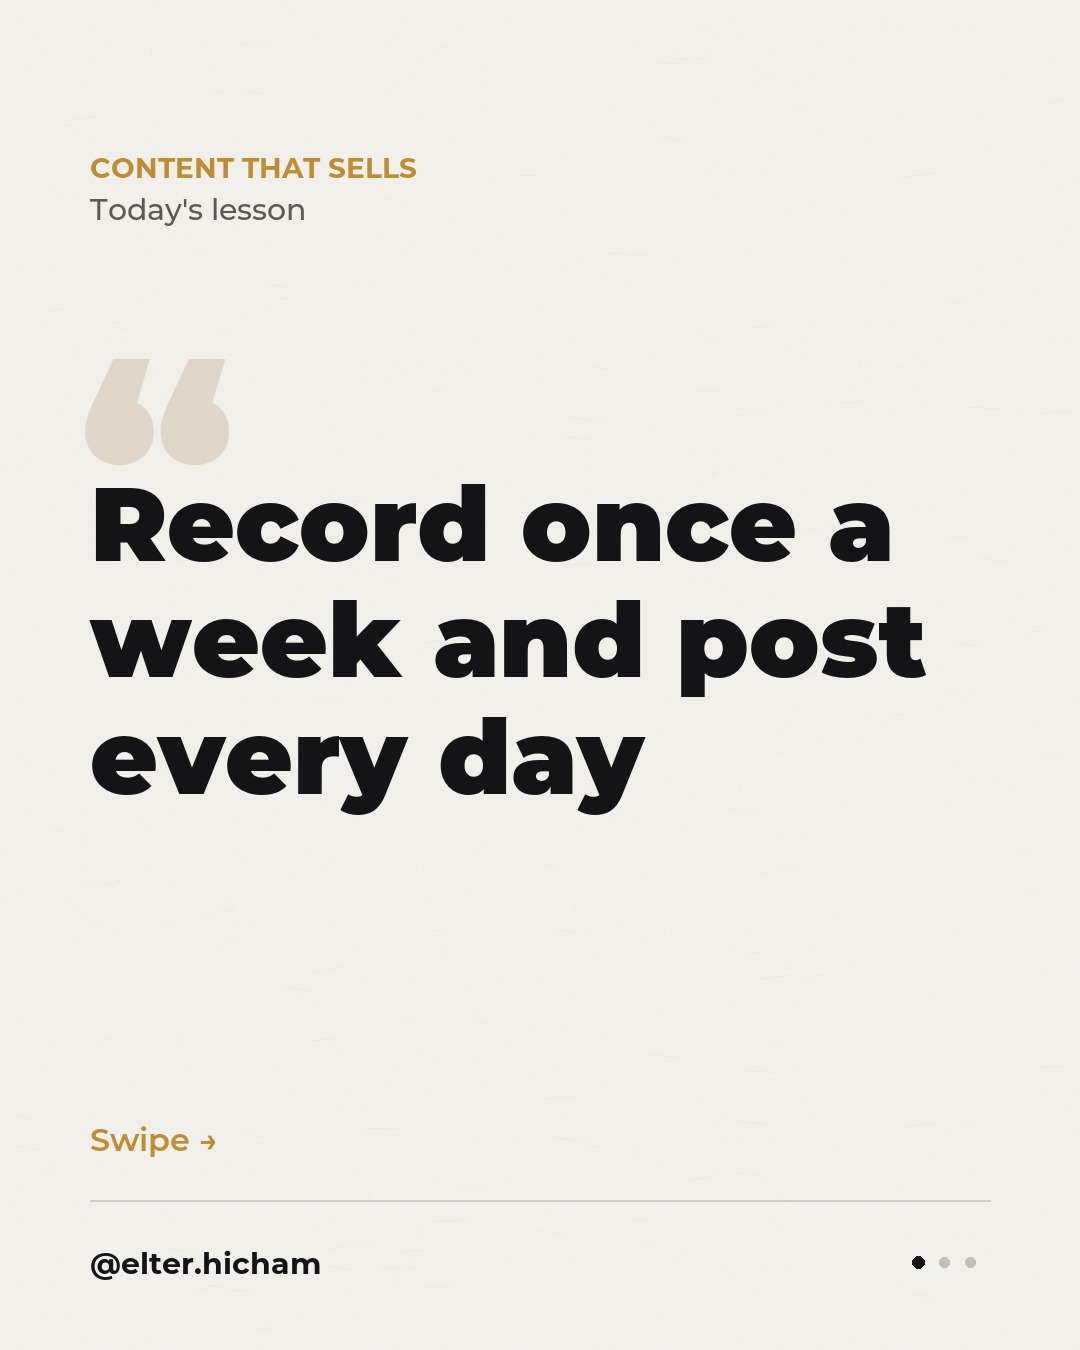 CONTENT THAT SELLS
Today's lesson
“
Record once a
week and post
every day
Swipe →
@elter.hicham